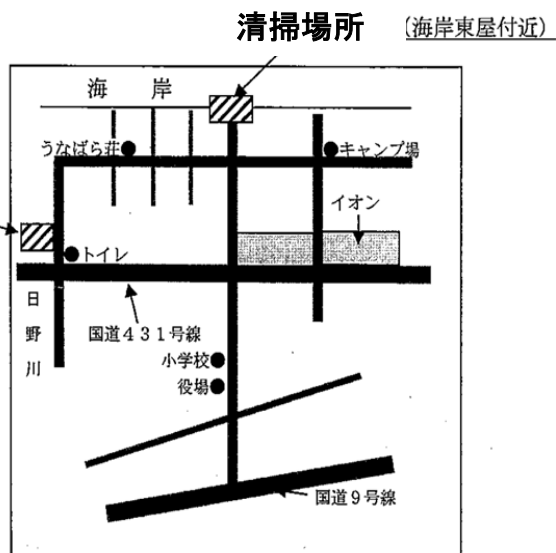 清掃場所 (海岸東屋付近)
海岸
うなばら荘
キャンプ場
イオン
トイレ
日野川
国道431号線
小学校
役場
国道9号線